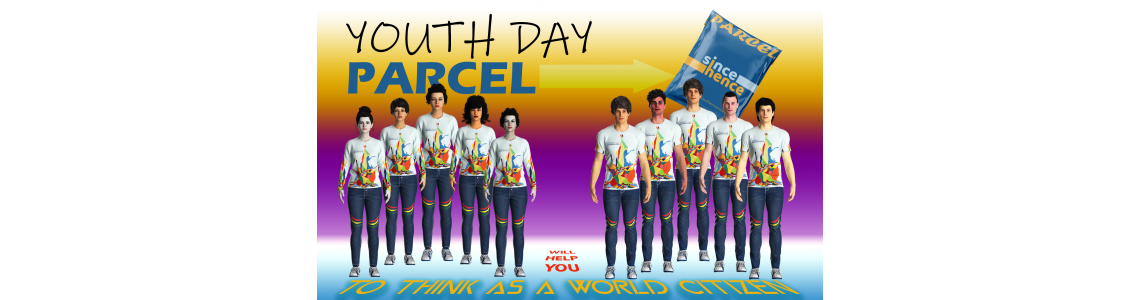 YOUTH DAY
PARCEL
PARCEL
since
hence
WILL
HELP
YOU
TO THINK AS A WORLD CITIZEN